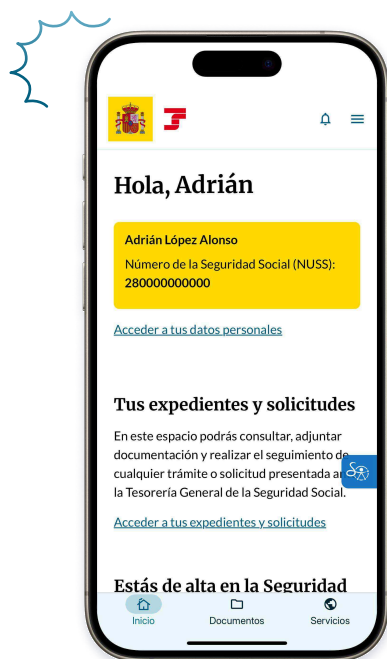 Hola, Adrián
Adrián López Alonso
Número de la Seguridad Social (NUSS):
280000000000
Acceder a tus datos personales
Tus expedientes y solicitudes
En este espacio podrás consultar, adjuntar
documentación y realizar el seguimiento de
cualquier trámite o solicitud presentada
la Tesorería General de la Seguridad Social.
Acceder a tus expedientes y solicitudes
Estás de alta en la Seguridad
Inicio
Documentos
Servicios